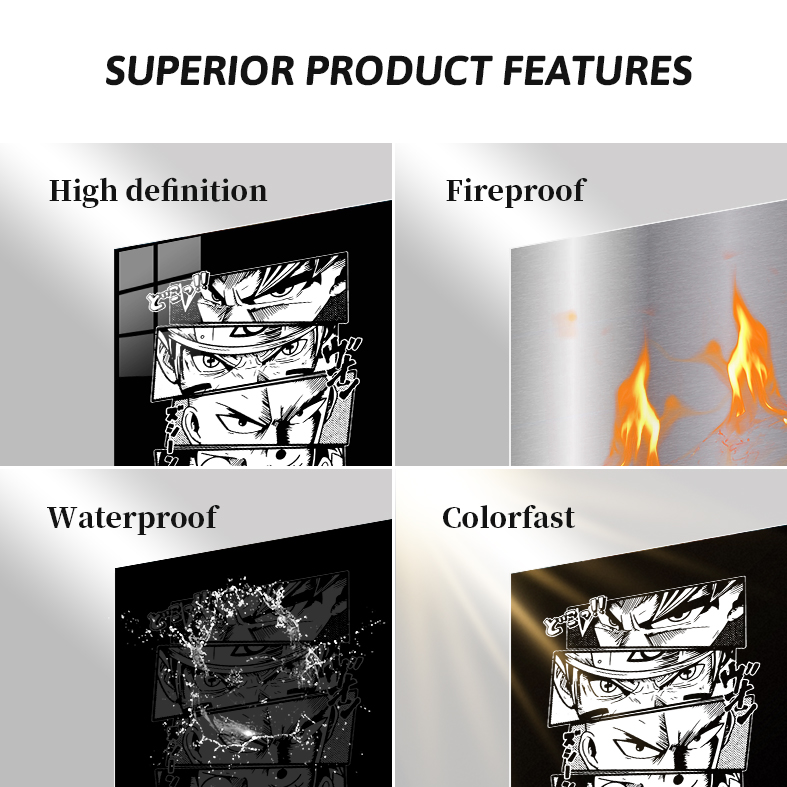 SUPERIOR PRODUCT FEATURES
High definition
Fireproof
Waterproof
Colorfast